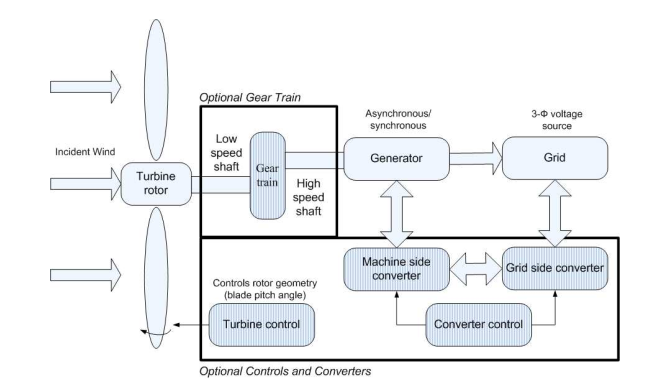 Optional Gear Train
Asynchronous/
synchronous
3-Φ voltage
source
Incident Wind
Low
speed
shaft
Gear
train
High
speed
shaft
Generator
Grid
Turbine
rotor
Machine side
converter
Grid side converter
Controls rotor geometry
(blade pitch angle)
Turbine control
Converter control
Optional Controls and Converters